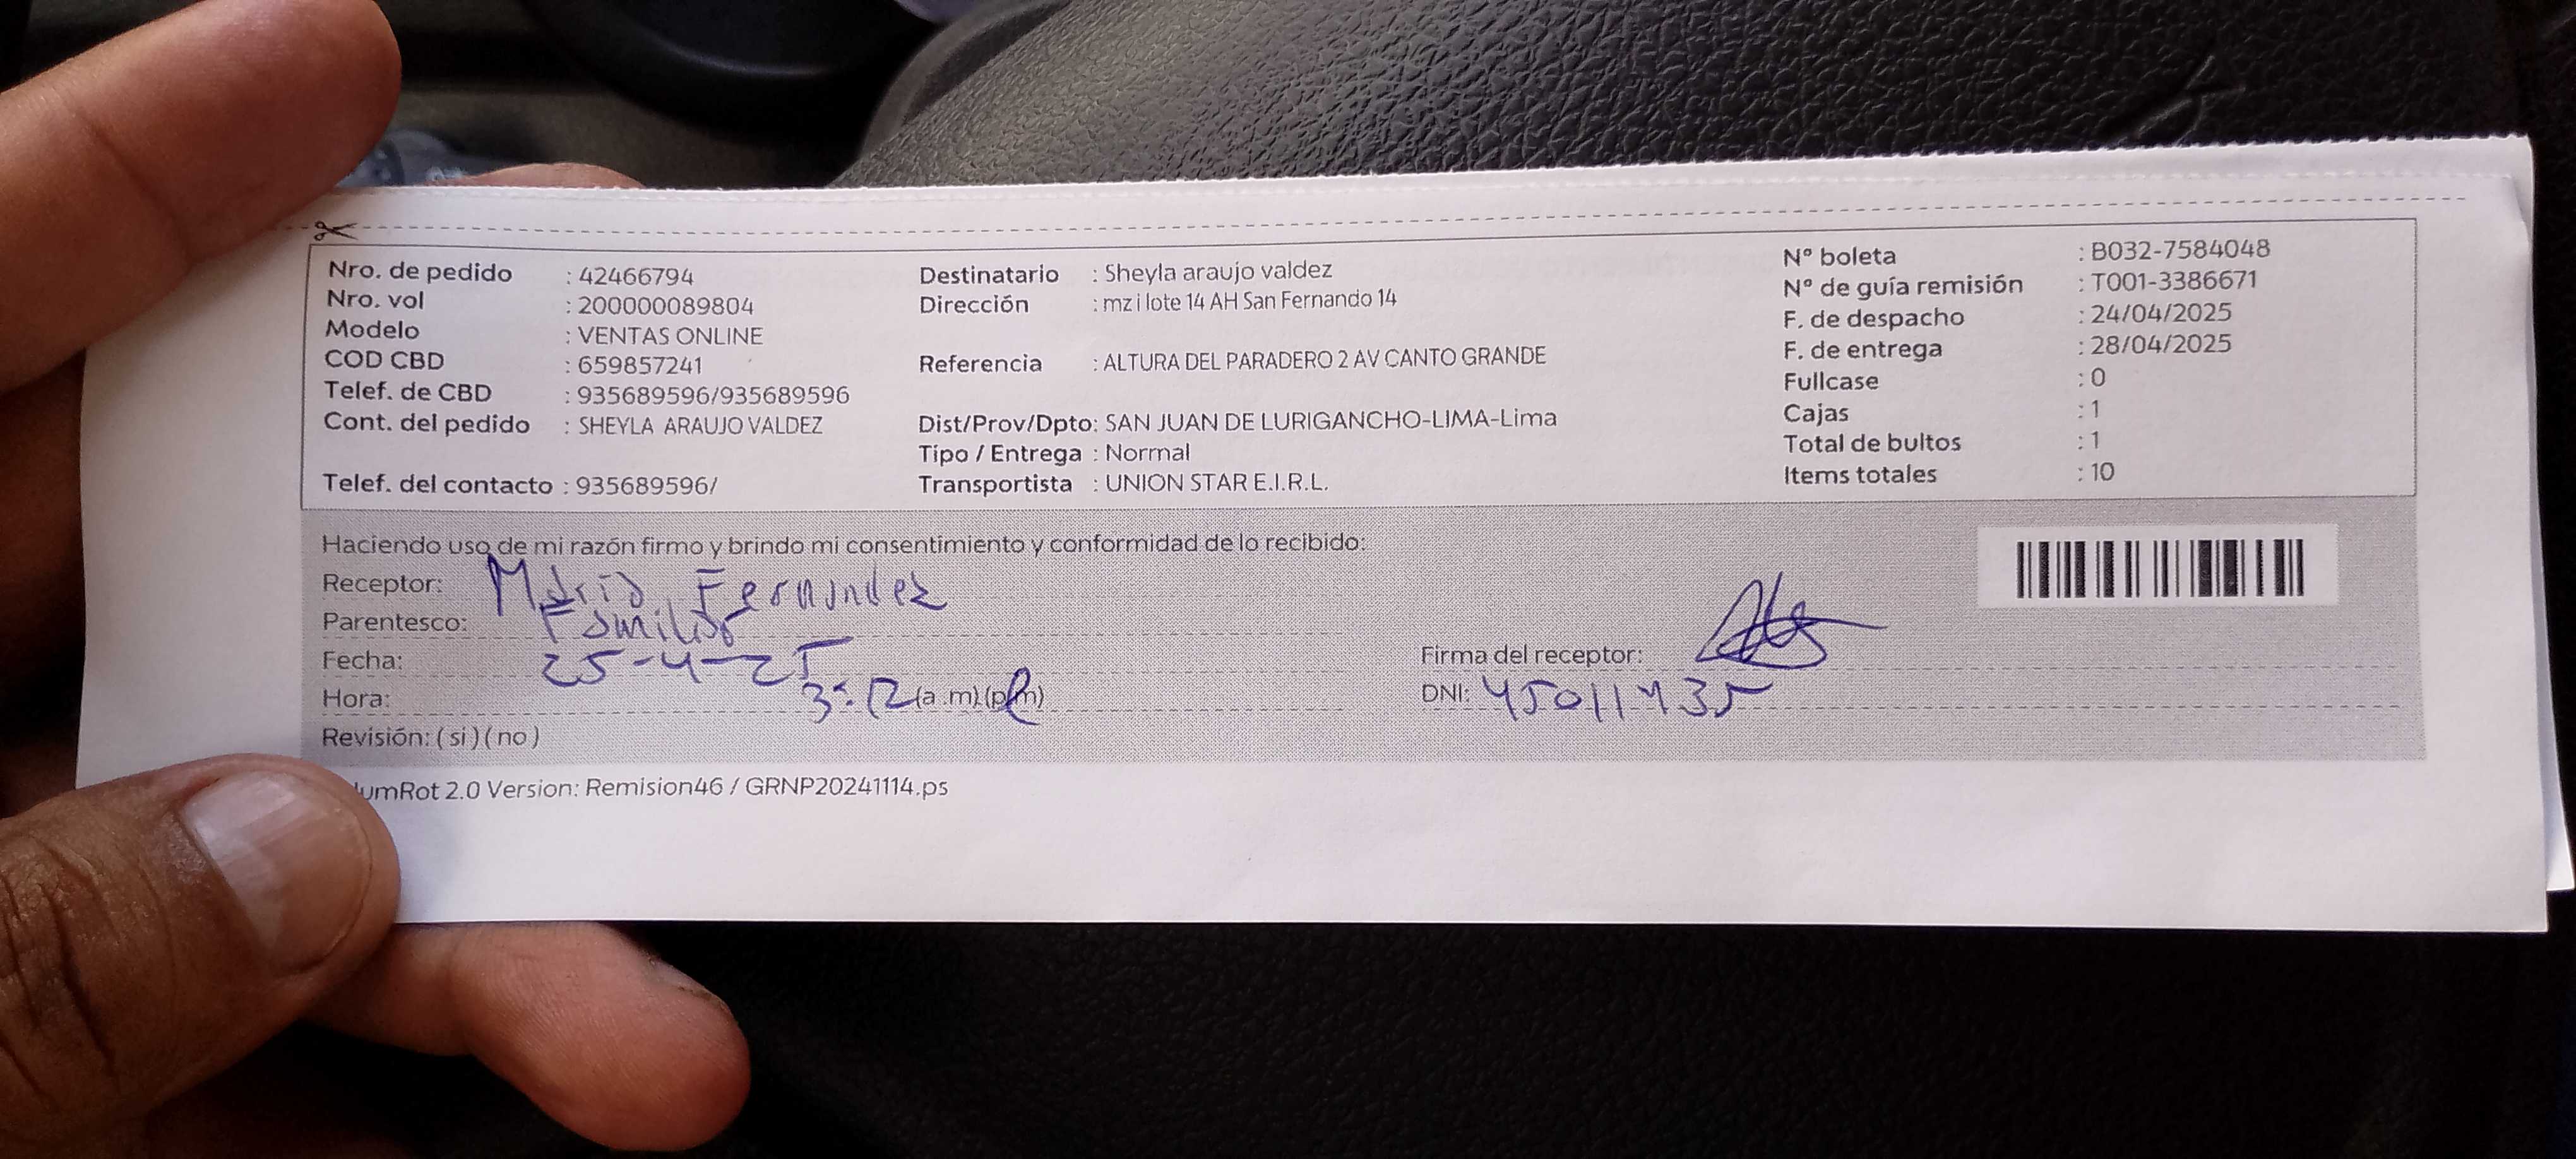 Nro. de pedido : 42466794
Nro. vol : 200000089804
Modelo : VENTAS ONLINE
COD CBD : 659857241
Telef. de CBD : 935689596/935689596
Cont. del pedido : SHEYLA ARAUJO VALDEZ
Telef. del contacto : 935689596/
Destinatario : Sheyla araujo valdez
Dirección : mz i lote 14 AH San Fernando 14
Referencia : ALTURA DEL PARADERO 2 AV CANTO GRANDE
Dist/Prov/Dpto: SAN JUAN DE LURIGANCHO-LIMA-Lima
Tipo / Entrega : Normal
Transportista : UNION STAR E.I.R.L.
N° boleta : B032-7584048
N° de guía remisión : T001-3386671
F. de despacho : 24/04/2025
F. de entrega : 28/04/2025
Fullcase : 0
Cajas : 1
Total de bultos : 1
Items totales : 10
Haciendo uso de mi razón firmo y brindo mi consentimiento y conformidad de lo recibido:
Receptor: Maria Fernandez
Parentesco: Familiar
Fecha: 25-4-25
Hora: 3:12 (a.m) (p.m)
Revisión: ( si ) ( no )
Firma del receptor:
DNI: 45011435
umRot 2.0 Version: Remision46 / GRNP20241114.ps